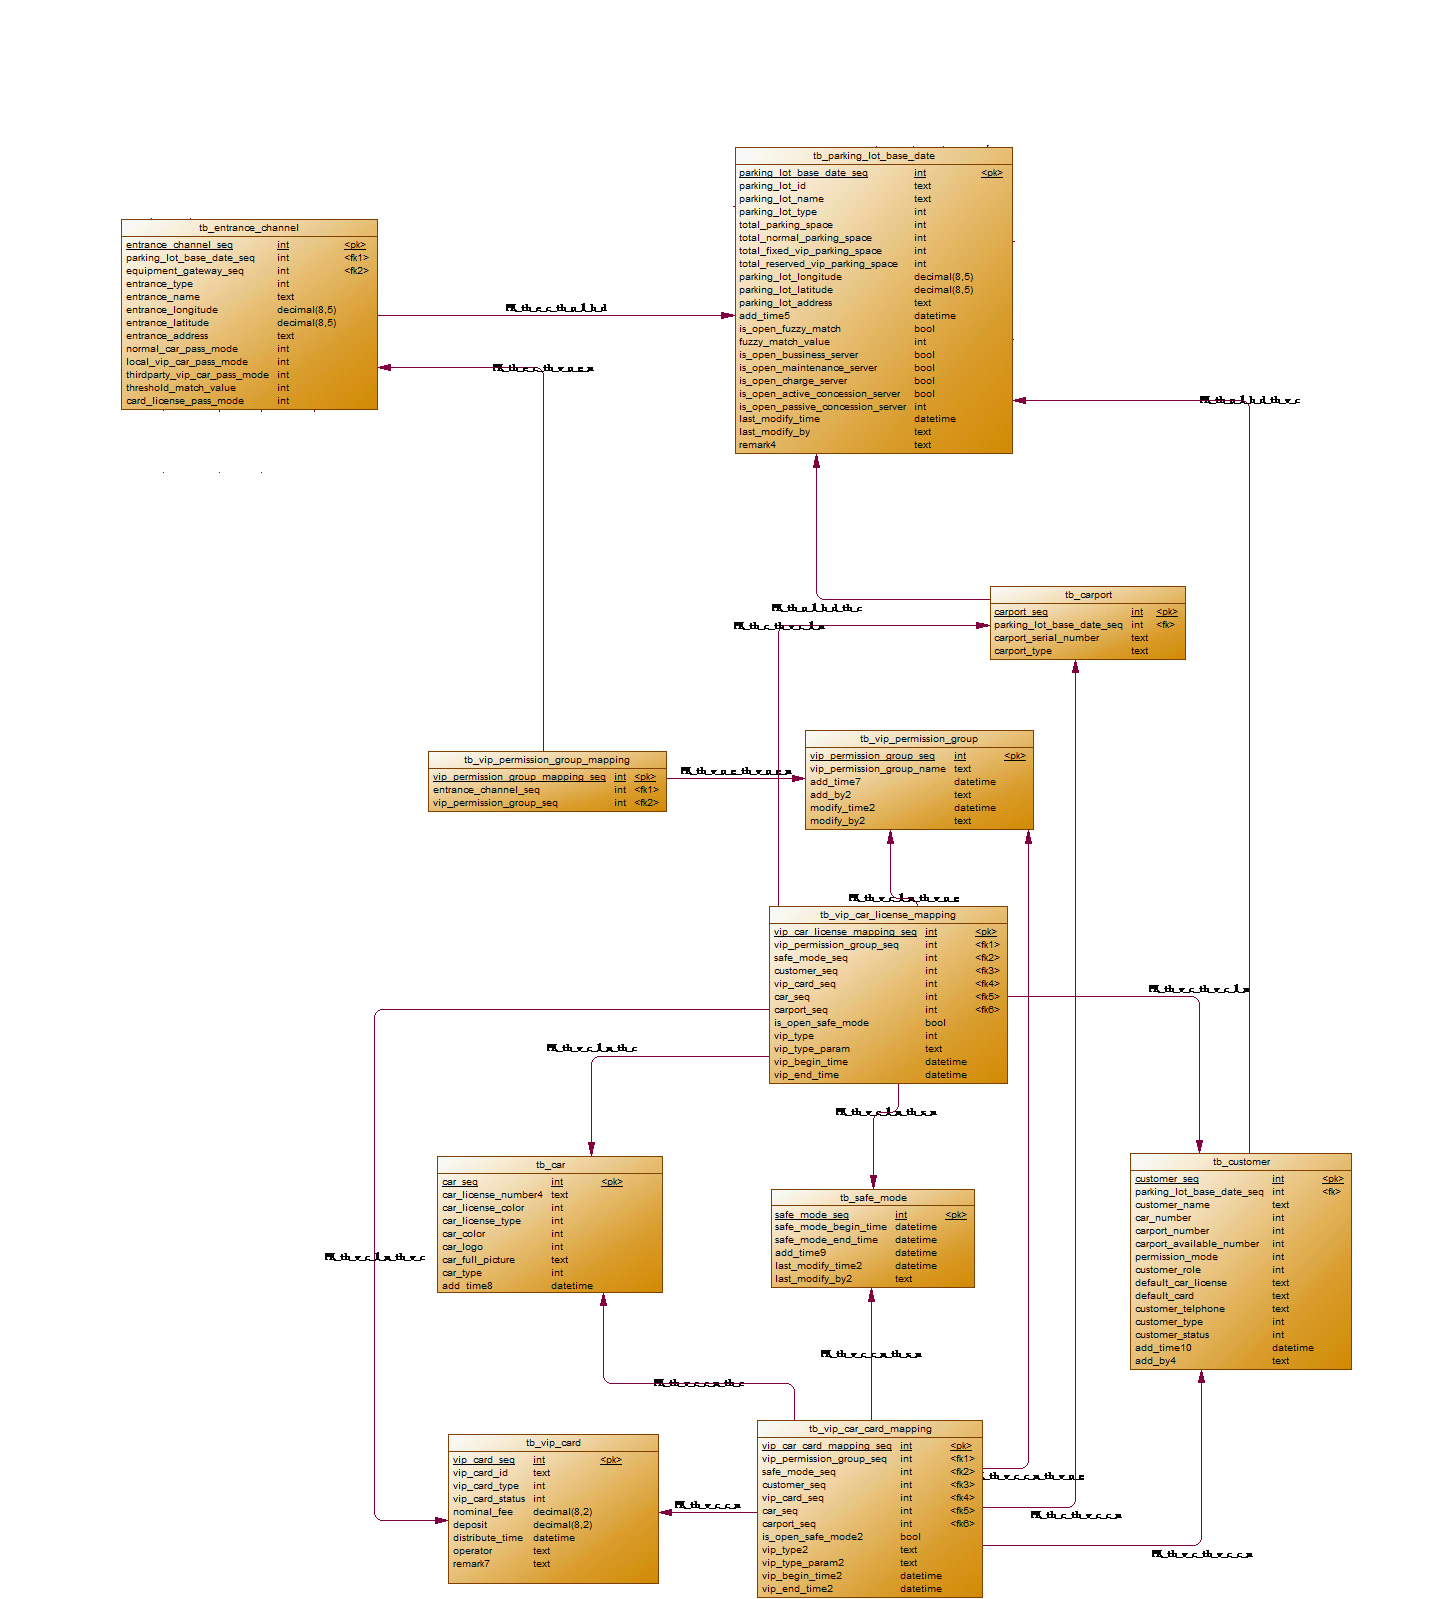 tb_parking_lot_base_date
parking_lot_base_date_seq int <pk>
parking_lot_id text
parking_lot_name text
parking_lot_type int
total_parking_space int
total_normal_parking_space int
total_fixed_vip_parking_space int
total_reserved_vip_parking_space int
parking_lot_longitude decimal(8,5)
parking_lot_latitude decimal(8,5)
parking_lot_address text
add_time5 datetime
is_open_fuzzy_match bool
fuzzy_match_value int
is_open_bussiness_server bool
is_open_maintenance_server bool
is_open_charge_server bool
is_open_active_concession_server bool
is_open_passive_concession_server int
last_modify_time datetime
last_modify_by text
remark4 text
tb_entrance_channel
entrance_channel_seq int <pk>
parking_lot_base_date_seq int <fk1>
equipment_gateway_seq int <fk2>
entrance_type int
entrance_name text
entrance_longitude decimal(8,5)
entrance_latitude decimal(8,5)
entrance_address text
normal_car_pass_mode int
local_vip_car_pass_mode int
thirdparty_vip_car_pass_mode int
threshold_match_value int
card_license_pass_mode int
tb_carport
carport_seq int <pk>
parking_lot_base_date_seq int <fk>
carport_serial_number text
carport_type text
tb_vip_permission_group_mapping
vip_permission_group_mapping_seq int <pk>
entrance_channel_seq int <fk1>
vip_permission_group_seq int <fk2>
tb_vip_permission_group
vip_permission_group_seq int <pk>
vip_permission_group_name text
add_time7 datetime
add_by2 text
modify_time2 datetime
modify_by2 text
tb_vip_car_license_mapping
vip_car_license_mapping_seq int <pk>
vip_permission_group_seq int <fk1>
safe_mode_seq int <fk2>
customer_seq int <fk3>
vip_card_seq int <fk4>
car_seq int <fk5>
carport_seq int <fk6>
is_open_safe_mode bool
vip_type int
vip_type_param text
vip_begin_time datetime
vip_end_time datetime
tb_car
car_seq int <pk>
car_license_number4 text
car_license_color int
car_license_type int
car_color int
car_logo int
car_full_picture text
car_type int
add_time8 datetime
tb_safe_mode
safe_mode_seq int <pk>
safe_mode_begin_time datetime
safe_mode_end_time datetime
add_time9 datetime
last_modify_time2 datetime
last_modify_by2 text
tb_customer
customer_seq int <pk>
parking_lot_base_date_seq int <fk>
customer_name text
car_number int
carport_number int
carport_available_number int
permission_mode int
customer_role int
default_car_license text
default_card text
customer_telphone text
customer_type int
customer_status int
add_time10 datetime
add_by4 text
tb_vip_card
vip_card_seq int <pk>
vip_card_id text
vip_card_type int
vip_card_status int
nominal_fee decimal(8,2)
deposit decimal(8,2)
distribute_time datetime
operator text
remark7 text
tb_vip_car_card_mapping
vip_car_card_mapping_seq int <pk>
vip_permission_group_seq int <fk1>
safe_mode_seq int <fk2>
customer_seq int <fk3>
vip_card_seq int <fk4>
car_seq int <fk5>
carport_seq int <fk6>
is_open_safe_mode2 bool
vip_type2 text
vip_type_param2 text
vip_begin_time2 datetime
vip_end_time2 datetime